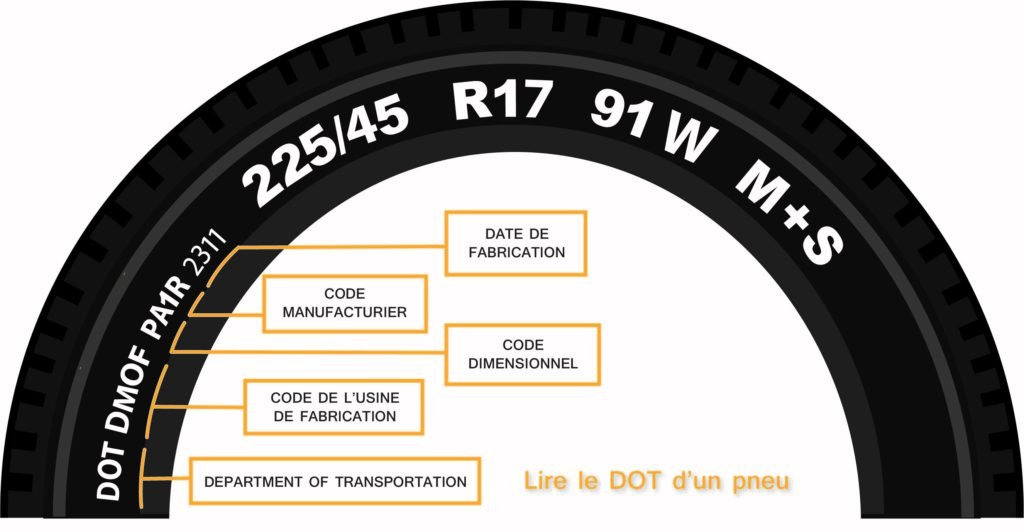 225/45 R17 91 W M+S
DOT DMOF PA1R 2311
DATE DE
FABRICATION
CODE
MANUFACTURIER
CODE
DIMENSIONNEL
CODE DE L'USINE
DE FABRICATION
DEPARTMENT OF TRANSPORTATION
Lire le DOT d'un pneu